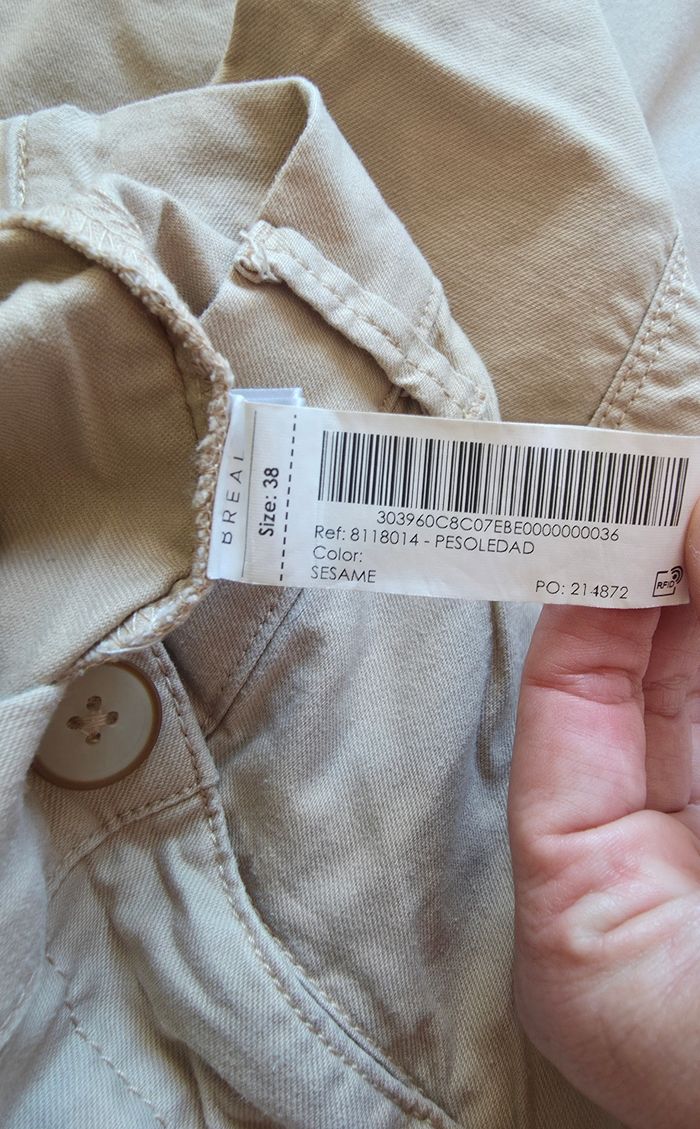 BREAL
Size: 38
303960C8C07EBE0000000036
Ref: 8118014 - PESOLEDAD
Color:
SESAME
PO: 214872
RFID